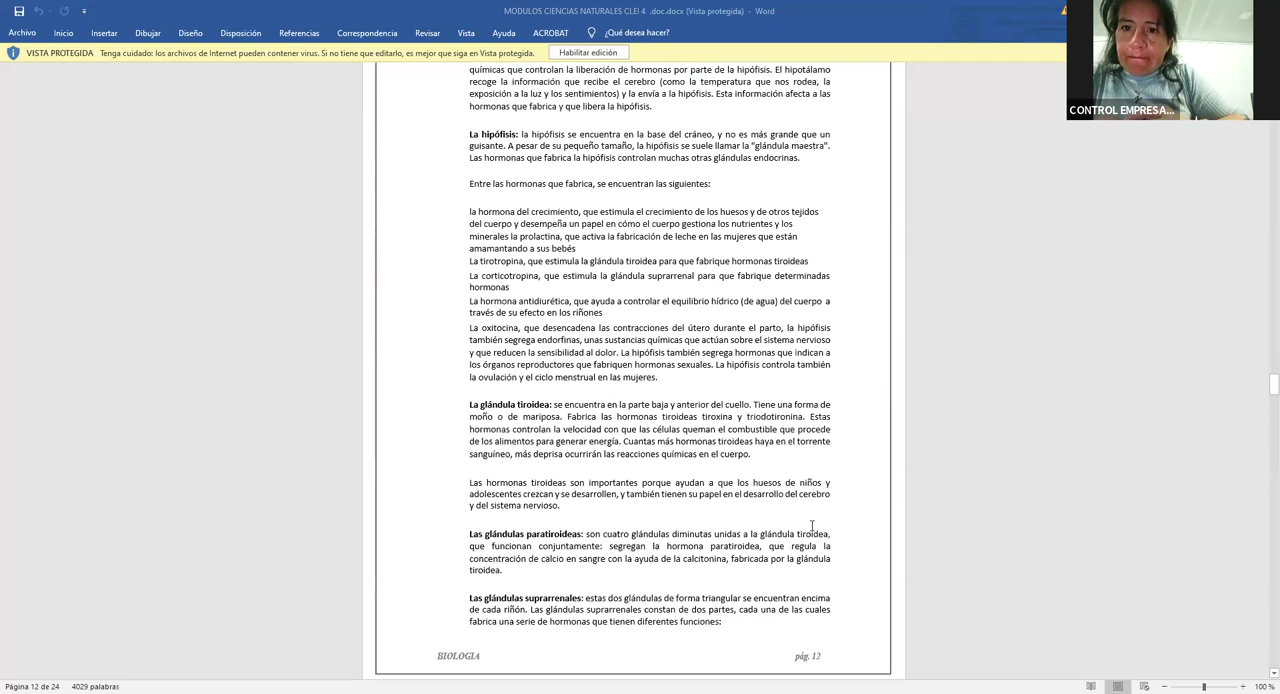 MODULOS CIENCIAS NATURALES CLEI 4 .doc.docx (Vista protegida) - Word
Archivo Inicio Insertar Dibujar Diseño Disposición Referencias Correspondencia Revisar Vista Ayuda ACROBAT ¿Qué desea hacer?
VISTA PROTEGIDA Tenga cuidado: los archivos de Internet pueden contener virus. Si no tiene que editarlo, es mejor que siga en Vista protegida. Habilitar edición
CONTROL EMPRESA...
químicas que controlan la liberación de hormonas por parte de la hipófisis. El hipotálamo
recoge la información que recibe el cerebro (como la temperatura que nos rodea, la
exposición a la luz y los sentimientos) y la envía a la hipófisis. Esta información afecta a las
hormonas que fabrica y que libera la hipófisis.
La hipófisis: la hipófisis se encuentra en la base del cráneo, y no es más grande que un
guisante. A pesar de su pequeño tamaño, la hipófisis se suele llamar la "glándula maestra".
Las hormonas que fabrica la hipófisis controlan muchas otras glándulas endocrinas.
Entre las hormonas que fabrica, se encuentran las siguientes:
la hormona del crecimiento, que estimula el crecimiento de los huesos y de otros tejidos
del cuerpo y desempeña un papel en cómo el cuerpo gestiona los nutrientes y los
minerales la prolactina, que activa la fabricación de leche en las mujeres que están
amamantando a sus bebés
La tirotropina, que estimula la glándula tiroidea para que fabrique hormonas tiroideas
La corticotropina, que estimula la glándula suprarrenal para que fabrique determinadas
hormonas
La hormona antidiurética, que ayuda a controlar el equilibrio hídrico (de agua) del cuerpo a
través de su efecto en los riñones
La oxitocina, que desencadena las contracciones del útero durante el parto, la hipófisis
también segrega endorfinas, unas sustancias químicas que actúan sobre el sistema nervioso
y que reducen la sensibilidad al dolor. La hipófisis también segrega hormonas que indican a
los órganos reproductores que fabriquen hormonas sexuales. La hipófisis controla también
la ovulación y el ciclo menstrual en las mujeres.
La glándula tiroidea: se encuentra en la parte baja y anterior del cuello. Tiene una forma de
moño o de mariposa. Fabrica las hormonas tiroideas tiroxina y triodotironina. Estas
hormonas controlan la velocidad con que las células queman el combustible que procede
de los alimentos para generar energía. Cuantas más hormonas tiroideas haya en el torrente
sanguíneo, más deprisa ocurrirán las reacciones químicas en el cuerpo.
Las hormonas tiroideas son importantes porque ayudan a que los huesos de niños y
adolescentes crezcan y se desarrollen, y también tienen su papel en el desarrollo del cerebro
y del sistema nervioso.
Las glándulas paratiroideas: son cuatro glándulas diminutas unidas a la glándula tiroidea,
que funcionan conjuntamente: segregan la hormona paratiroidea, que regula la
concentración de calcio en sangre con la ayuda de la calcitonina, fabricada por la glándula
tiroidea.
Las glándulas suprarrenales: estas dos glándulas de forma triangular se encuentran encima
de cada riñón. Las glándulas suprarrenales constan de dos partes, cada una de las cuales
fabrica una serie de hormonas que tienen diferentes funciones:
BIOLOGIA pág. 12
Página 12 de 24 4029 palabras 100 %